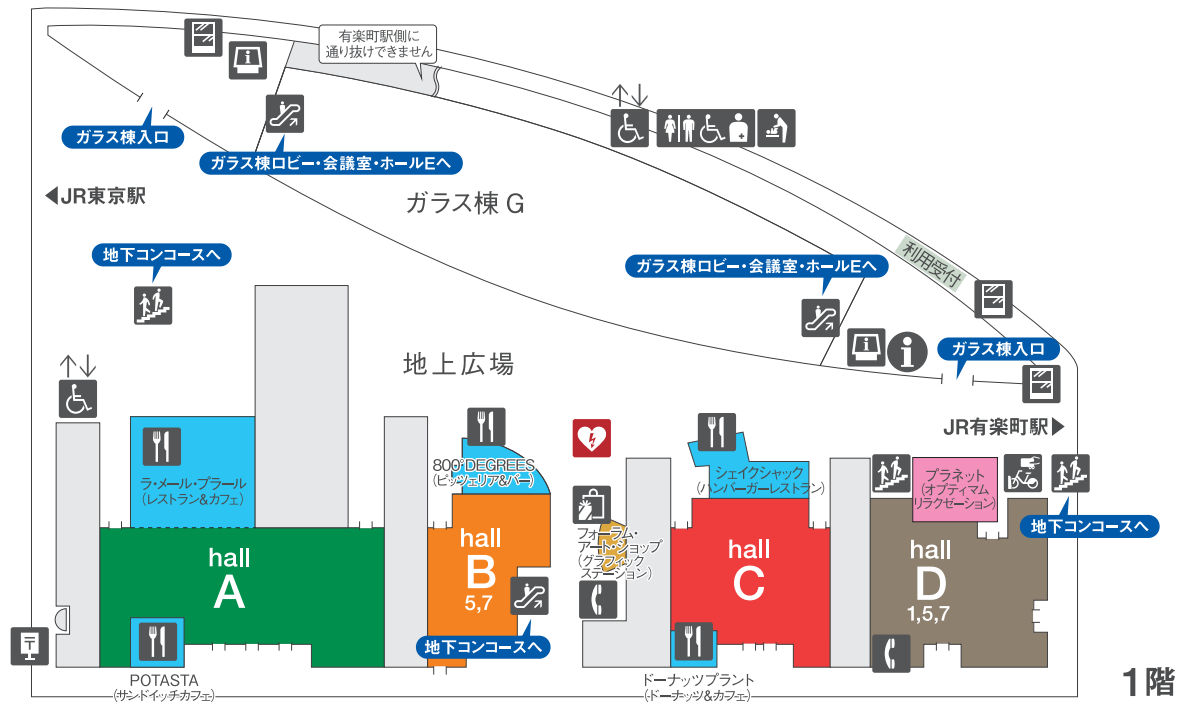 有楽町駅側に
通り抜けできません
ガラス棟入口
ガラス棟ロビー・会議室・ホールEへ
JR東京駅
ガラス棟 G
地下コンコースへ
ガラス棟ロビー・会議室・ホールEへ
利用受付
地上広場
ガラス棟入口
JR有楽町駅
ラ・メール・プラール
(レストラン&カフェ)
800°DEGREES
(ピッツェリア&バー)
シェイクシャック
(ハンバーガーレストラン)
プラネット
(オプティマム
リラクゼーション)
地下コンコースへ
フォーラム・
アート・ショップ
(グラフィック
ステーション)
hall
A
hall
B
5,7
hall
C
hall
D
1,5,7
地下コンコースへ
POTASTA
(サンドイッチカフェ)
ドーナッツプラント
(ドーナッツ&カフェ)
1階